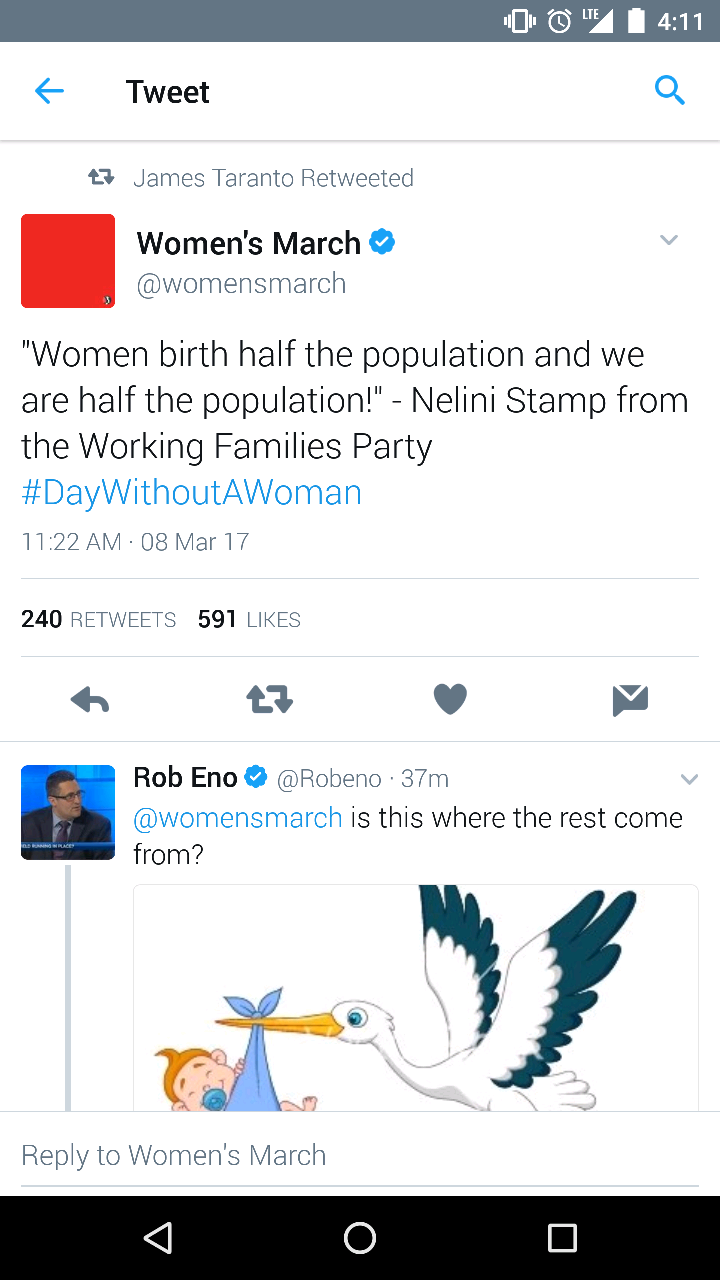 LTE 4:11
Tweet
James Taranto Retweeted
Women's March
@womensmarch
"Women birth half the population and we
are half the population!" - Nelini Stamp from
the Working Families Party
#DayWithoutAWoman
11:22 AM · 08 Mar 17
240 RETWEETS 591 LIKES
Rob Eno @Robeno · 37m
@womensmarch is this where the rest come
from?
Reply to Women's March